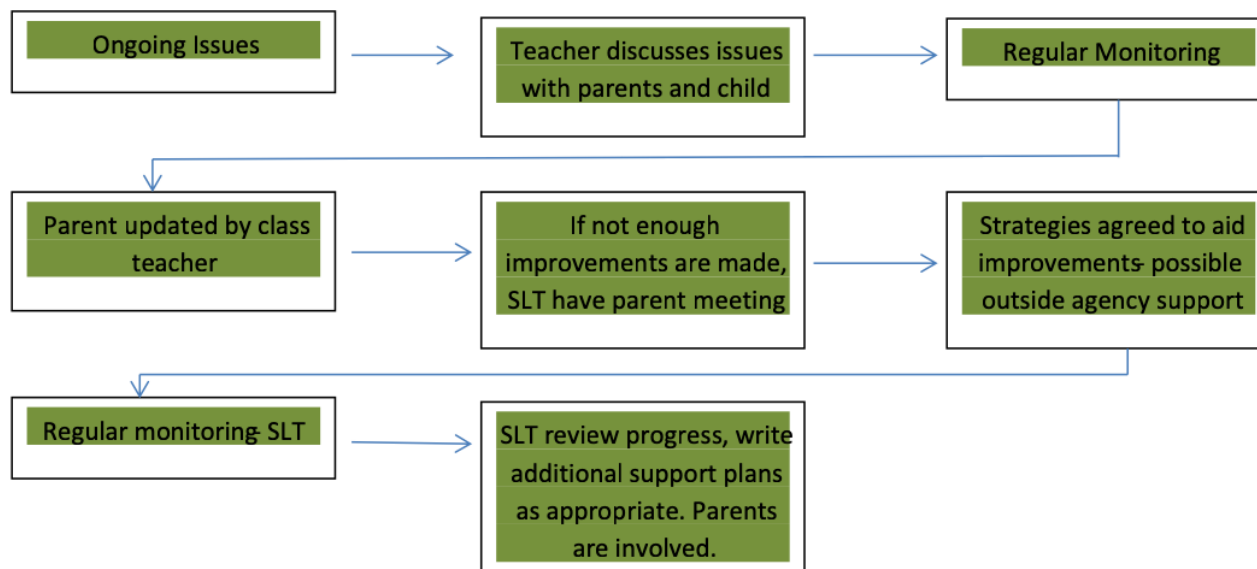 Ongoing Issues
Teacher discusses issues
with parents and child
Regular Monitoring
Parent updated by class
teacher
If not enough
improvements are made,
SLT have parent meeting
Strategies agreed to aid
improvements- possible
outside agency support
Regular monitoring- SLT
SLT review progress, write
additional support plans
as appropriate. Parents
are involved.